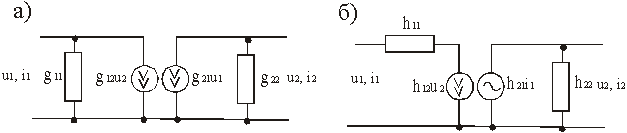 а) б)
h11
u1, i1 g11 g12u2 g21u1 g22 u2, i2
u1, i1 h12u2 h21i1 h22 u2, i2